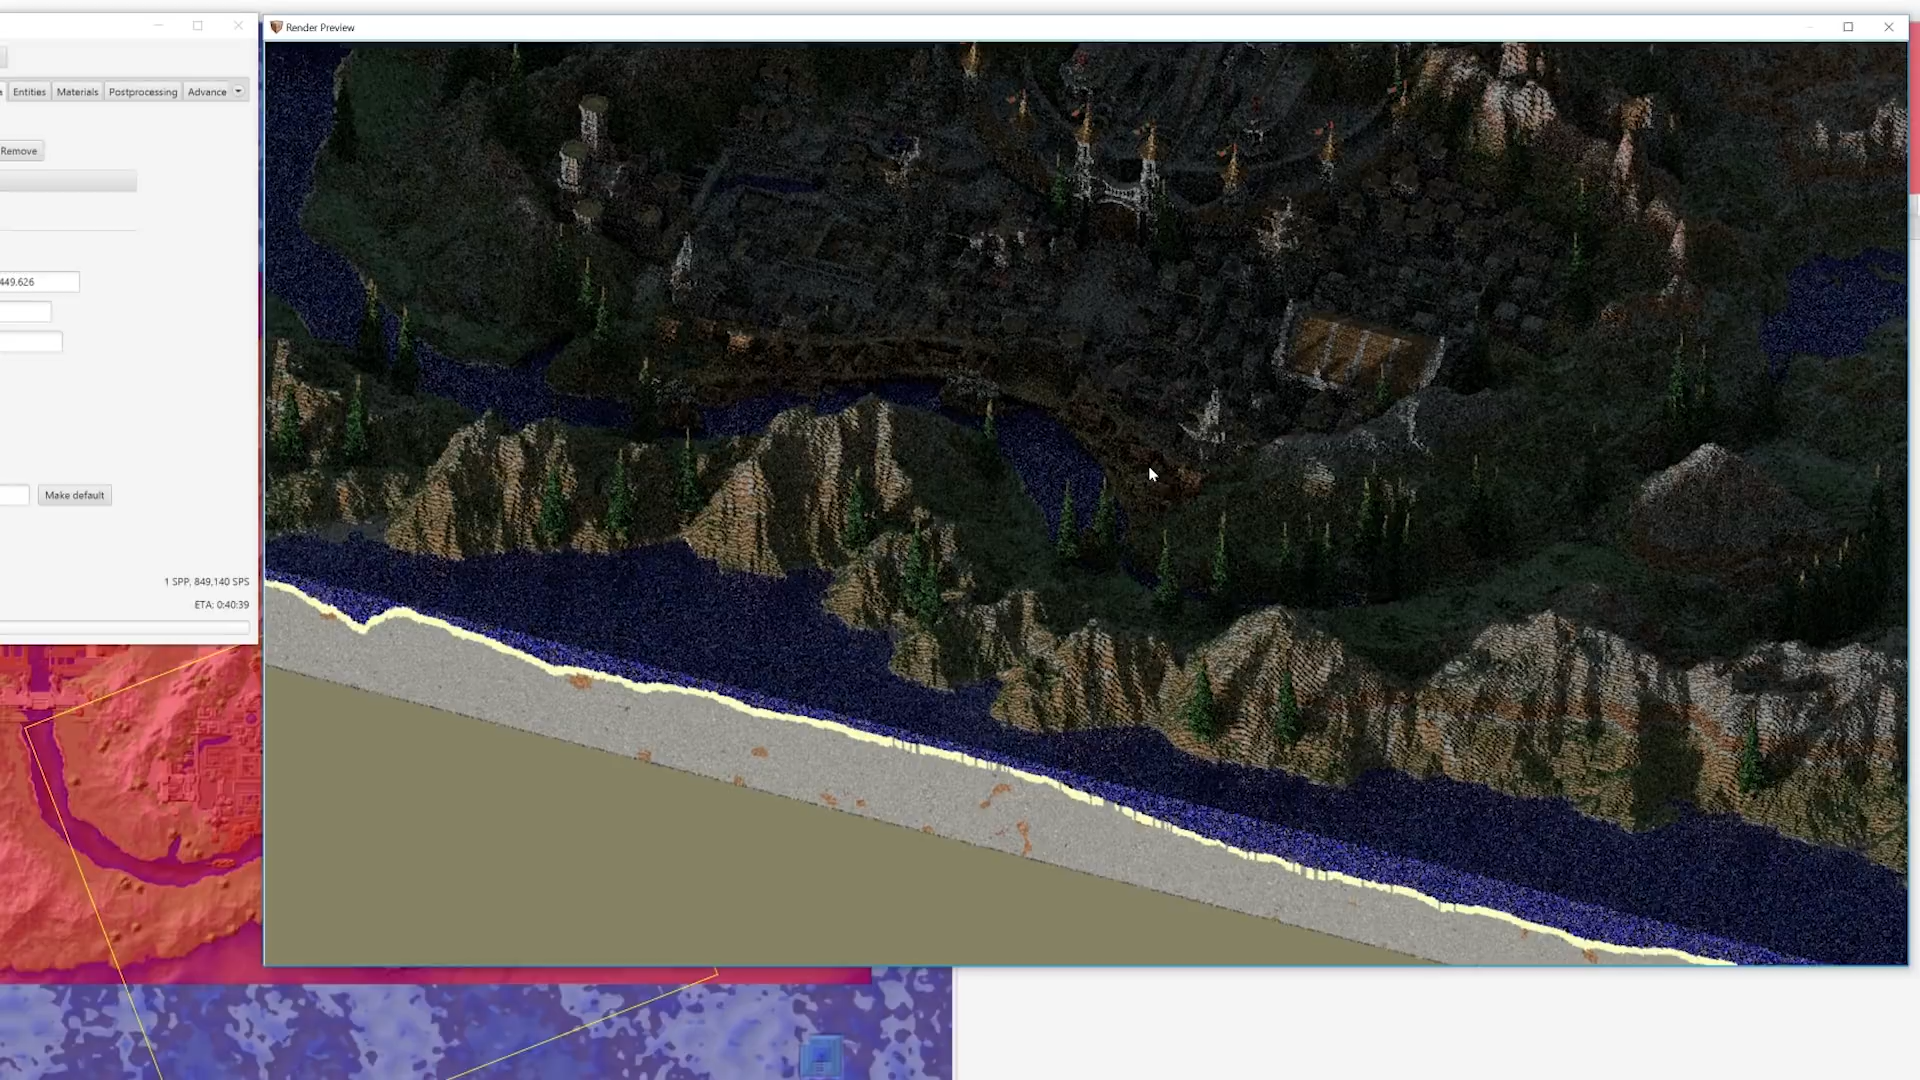 Render Preview
Entities
Materials
Postprocessing
Advance
Remove
449.626
Make default
1 SPP, 849,140 SPS
ETA: 0:40:39